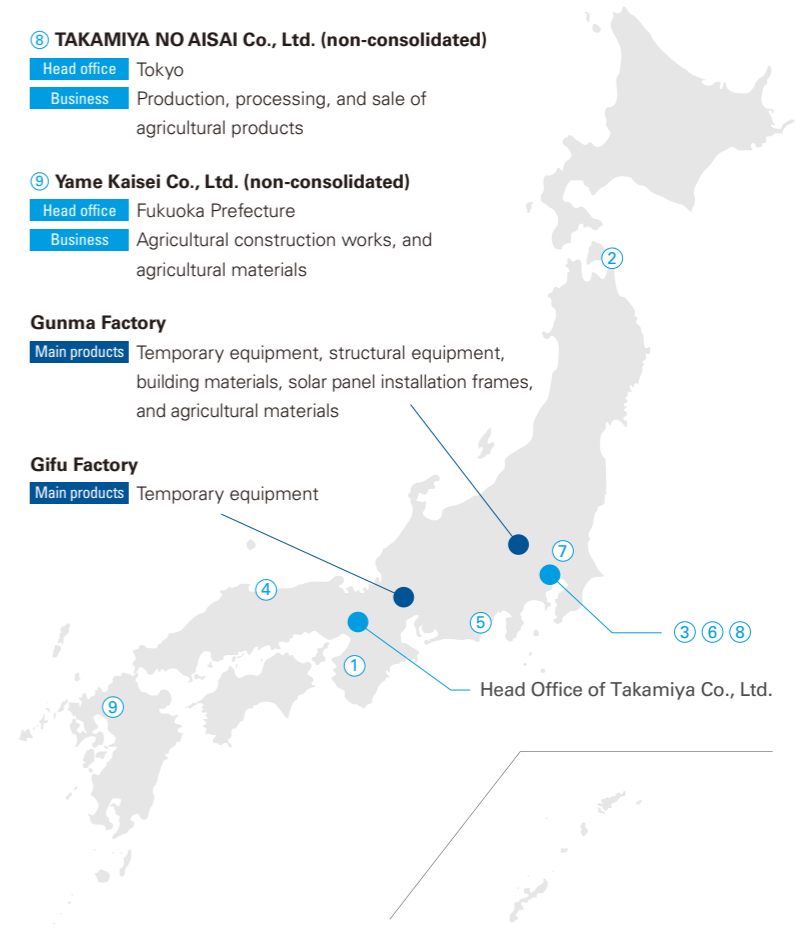 ⑧ TAKAMIYA NO AISAI Co., Ltd. (non-consolidated)
Head office Tokyo
Business Production, processing, and sale of
agricultural products
⑨ Yame Kaisei Co., Ltd. (non-consolidated)
Head office Fukuoka Prefecture
Business Agricultural construction works, and
agricultural materials
②
Gunma Factory
Main products Temporary equipment, structural equipment,
building materials, solar panel installation frames,
and agricultural materials
Gifu Factory
Main products Temporary equipment
⑦
④
⑤
③ ⑥ ⑧
①
Head Office of Takamiya Co., Ltd.
⑨